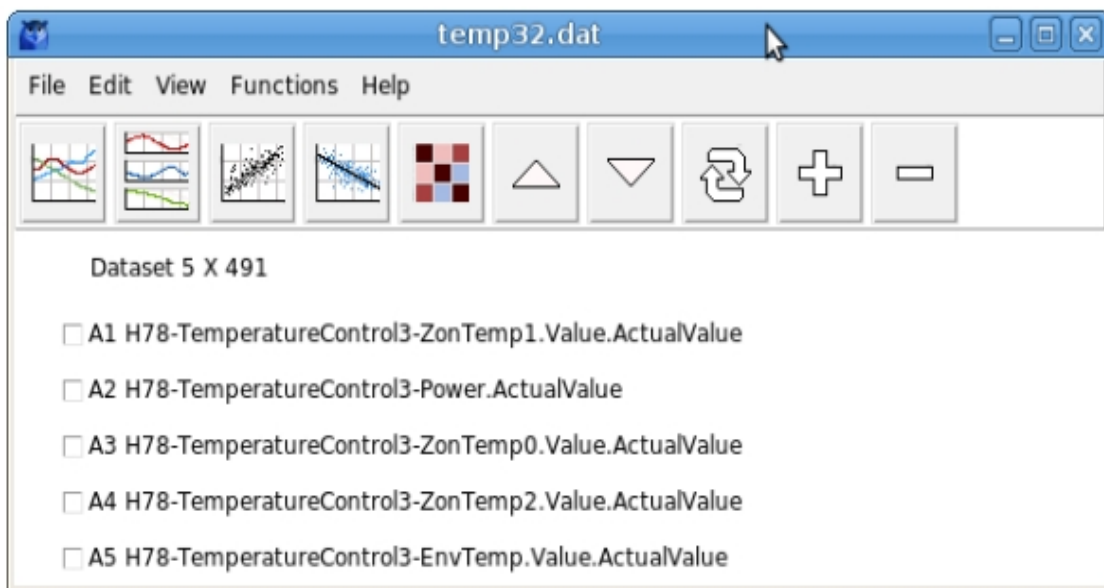 temp32.dat
File Edit View Functions Help
Dataset 5 X 491
A1 H78-TemperatureControl3-ZonTemp1.Value.ActualValue
A2 H78-TemperatureControl3-Power.ActualValue
A3 H78-TemperatureControl3-ZonTemp0.Value.ActualValue
A4 H78-TemperatureControl3-ZonTemp2.Value.ActualValue
A5 H78-TemperatureControl3-EnvTemp.Value.ActualValue